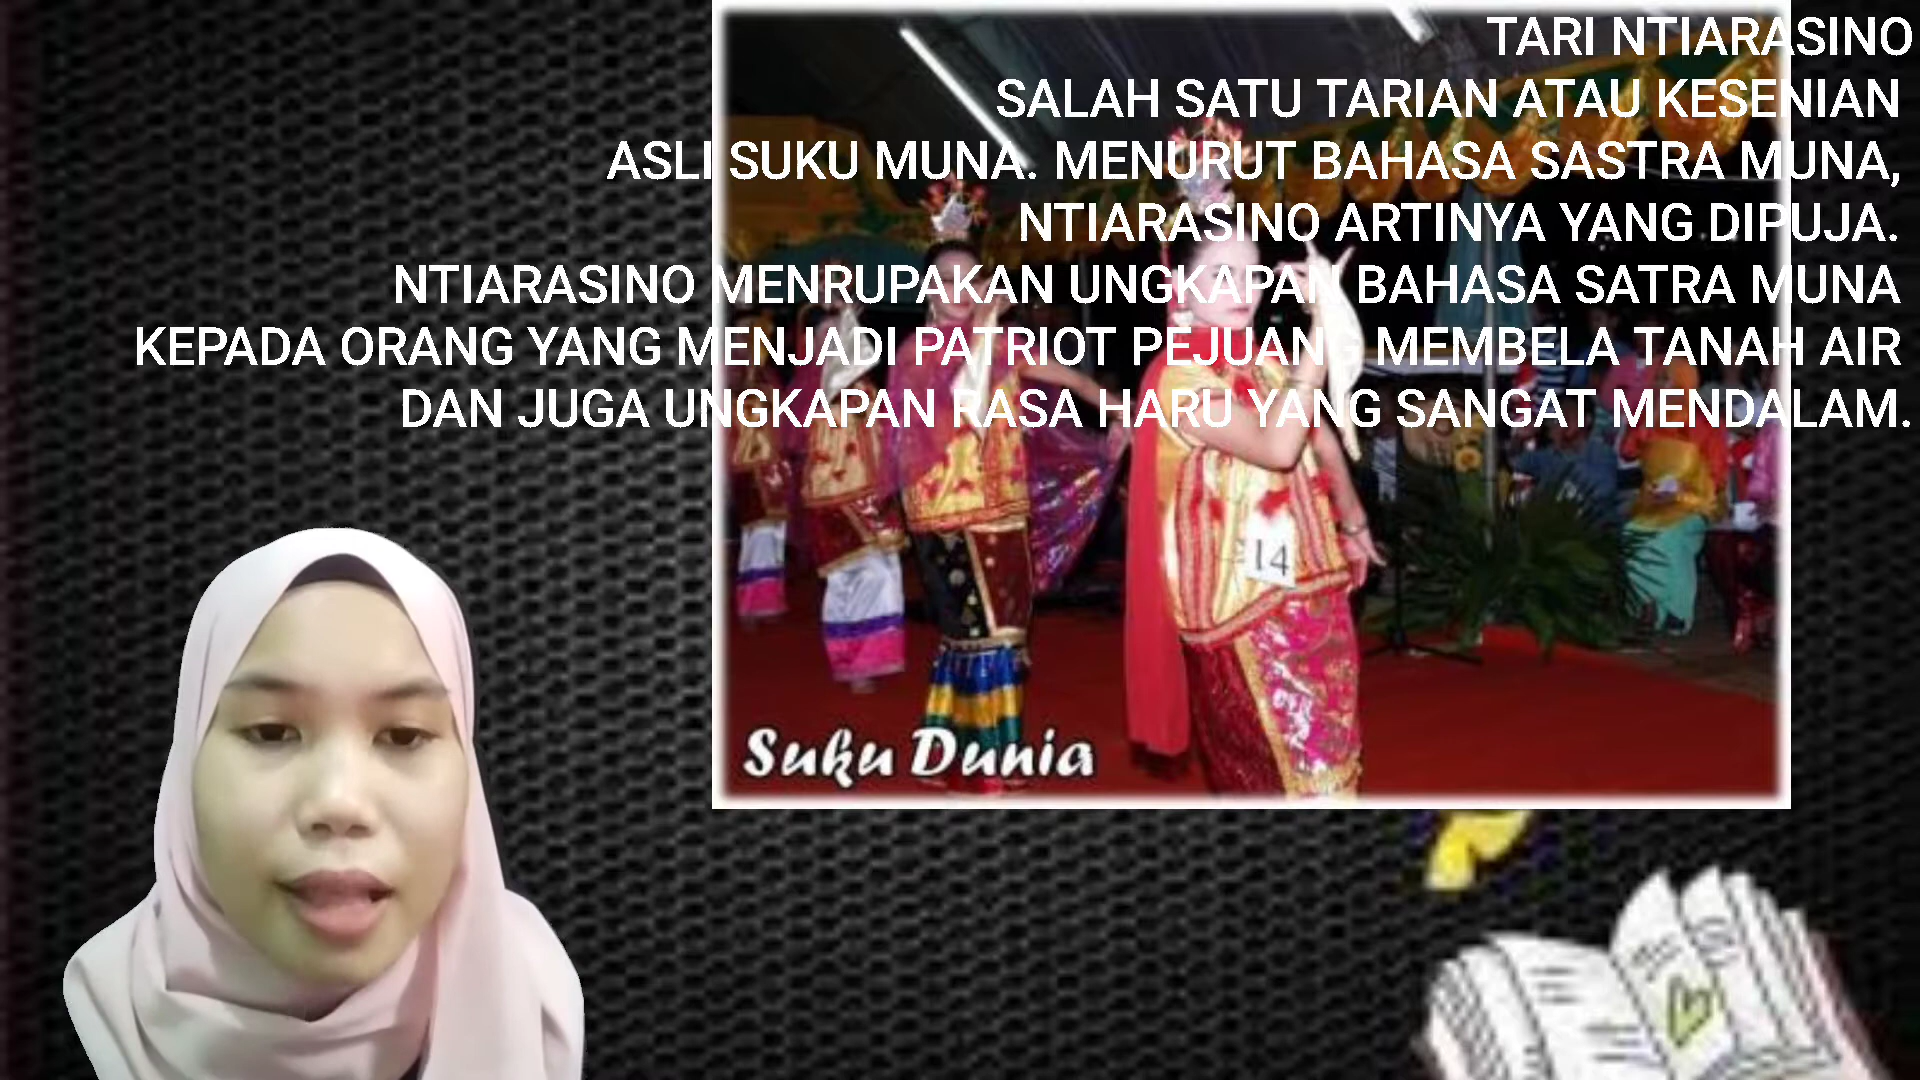 TARI NTIARASINO
SALAH SATU TARIAN ATAU KESENIAN
ASLI SUKU MUNA. MENURUT BAHASA SASTRA MUNA,
NTIARASINO ARTINYA YANG DIPUJA.
NTIARASINO MENRUPAKAN UNGKAPAN BAHASA SATRA MUNA
KEPADA ORANG YANG MENJADI PATRIOT PEJUANG MEMBELA TANAH AIR
DAN JUGA UNGKAPAN RASA HARU YANG SANGAT MENDALAM.
14
Suku Dunia